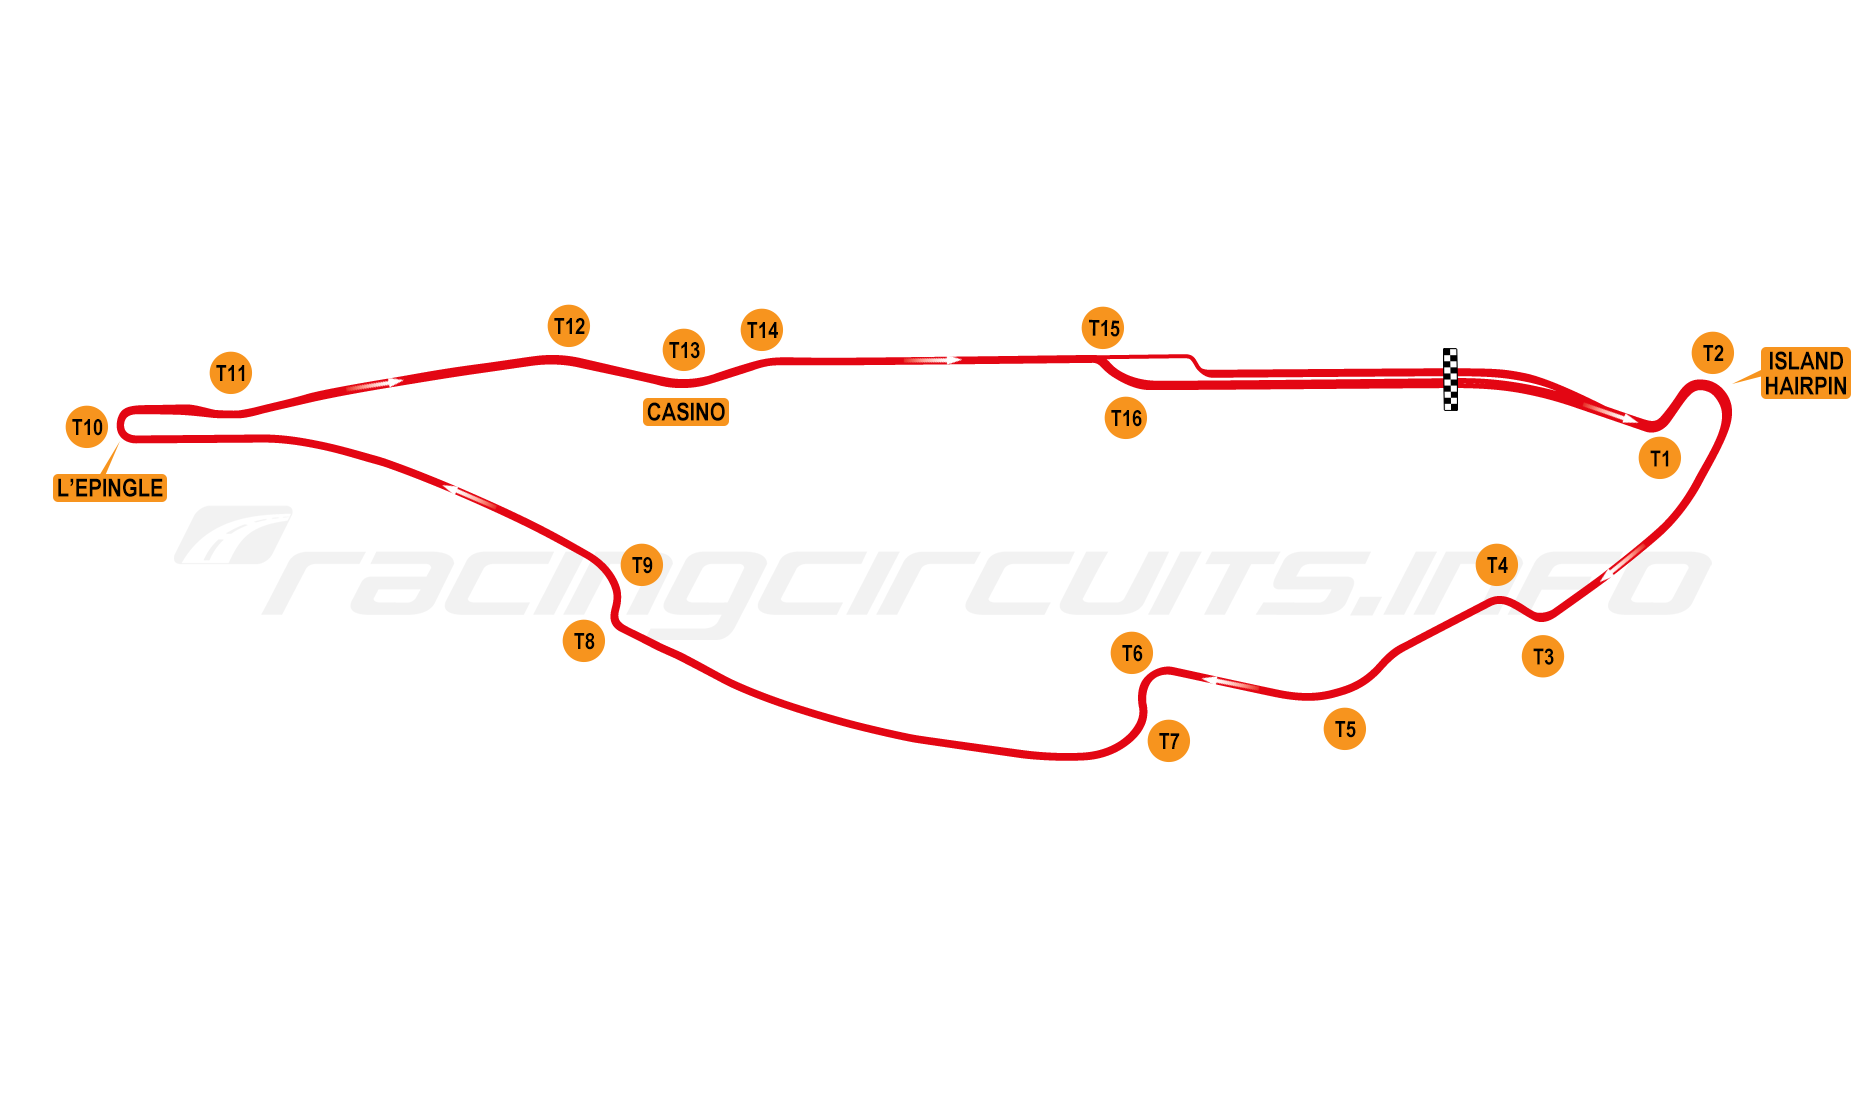 T12
T13
T14
T15
T2
ISLAND
HAIRPIN
T11
CASINO
T10
T16
T1
L'EPINGLE
racingcircuits.info
T9
T4
T8
T6
T3
T7
T5